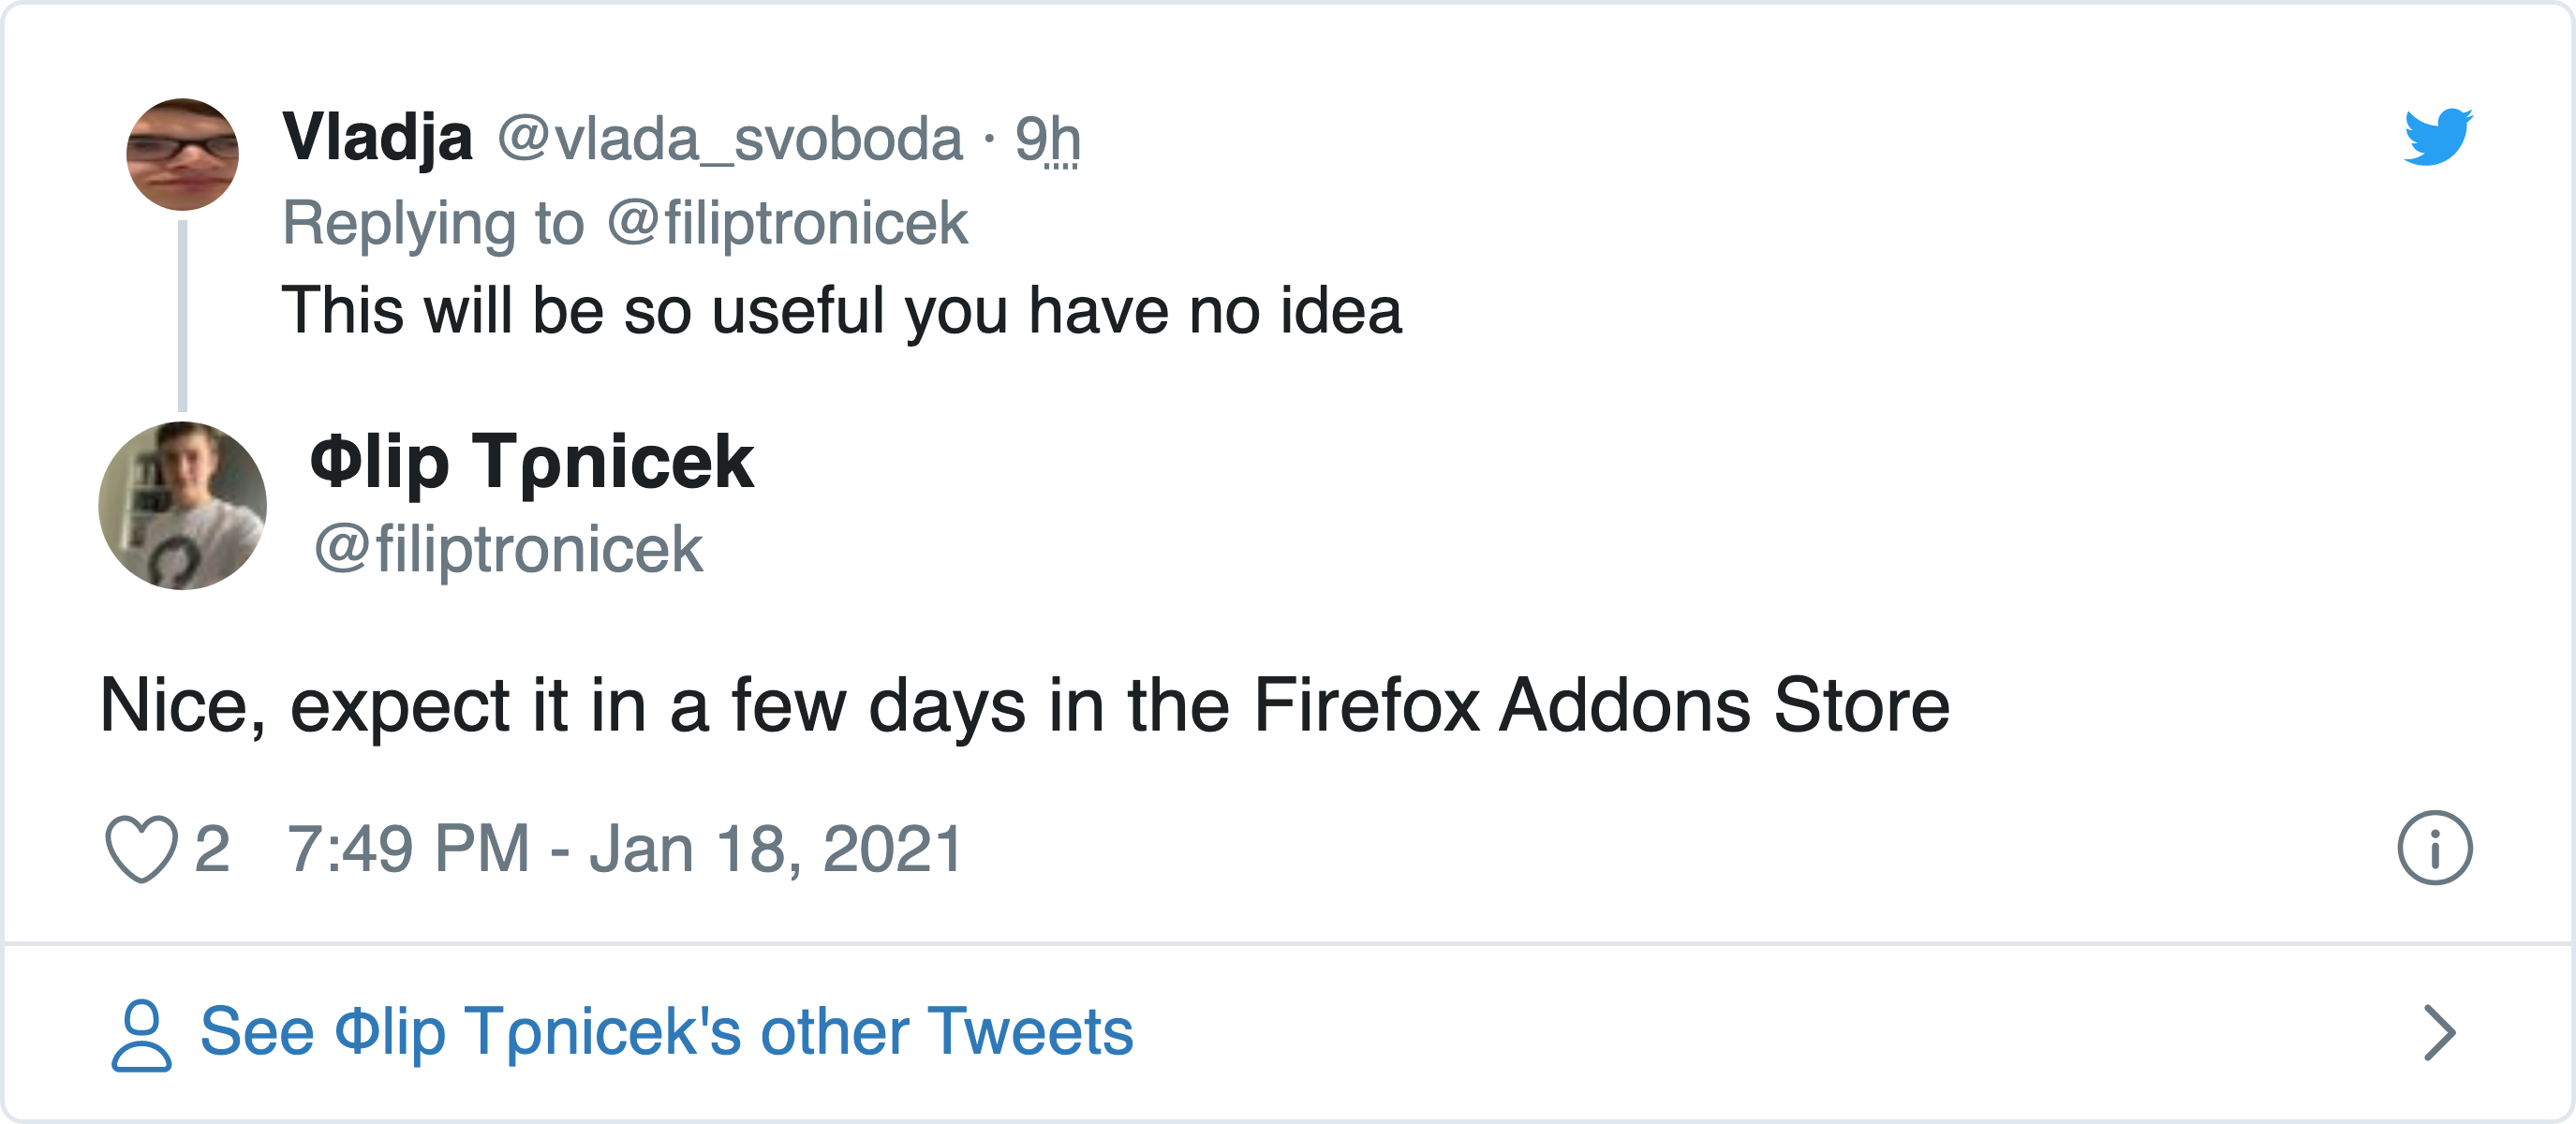 Vladja @vlada_svoboda · 9h
Replying to @filiptronicek
This will be so useful you have no idea
Φlip Tρnicek
@filiptronicek
Nice, expect it in a few days in the Firefox Addons Store
2 7:49 PM - Jan 18, 2021
See Φlip Tρnicek's other Tweets